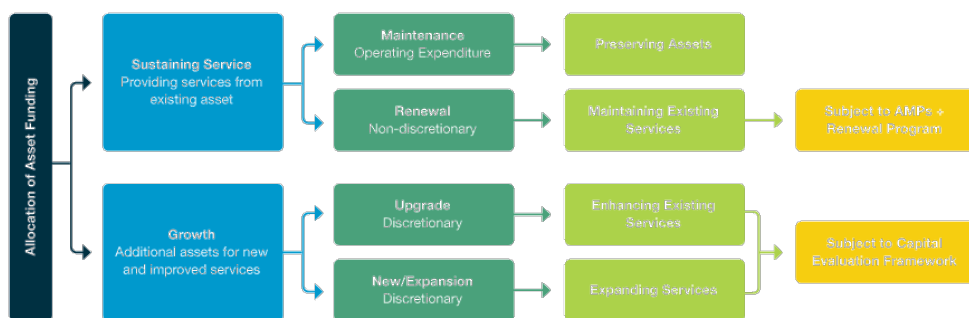 Allocation of Asset Funding
Sustaining Service
Providing services from
existing asset
Maintenance
Operating Expenditure
Preserving Assets
Renewal
Non-discretionary
Maintaining Existing
Services
Subject to AMPs +
Renewal Program
Growth
Additional assets for new
and improved services
Upgrade
Discretionary
Enhancing Existing
Services
New/Expansion
Discretionary
Expanding Services
Subject to Capital
Evaluation Framework